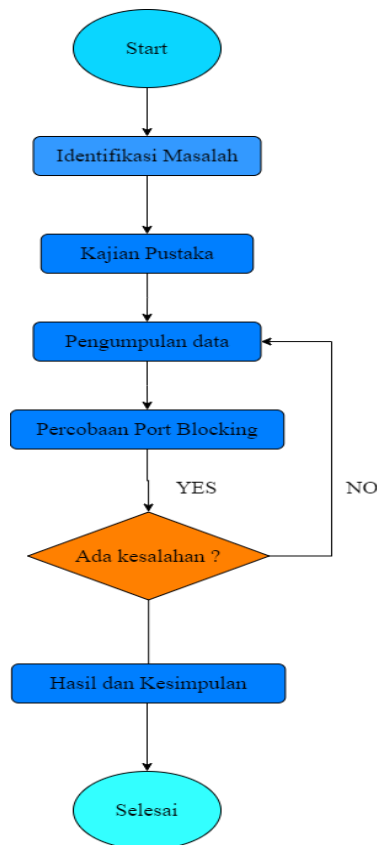 Start
Identifikasi Masalah
Kajian Pustaka
Pengumpulan data
Percobaan Port Blocking
YES
NO
Ada kesalahan ?
Hasil dan Kesimpulan
Selesai